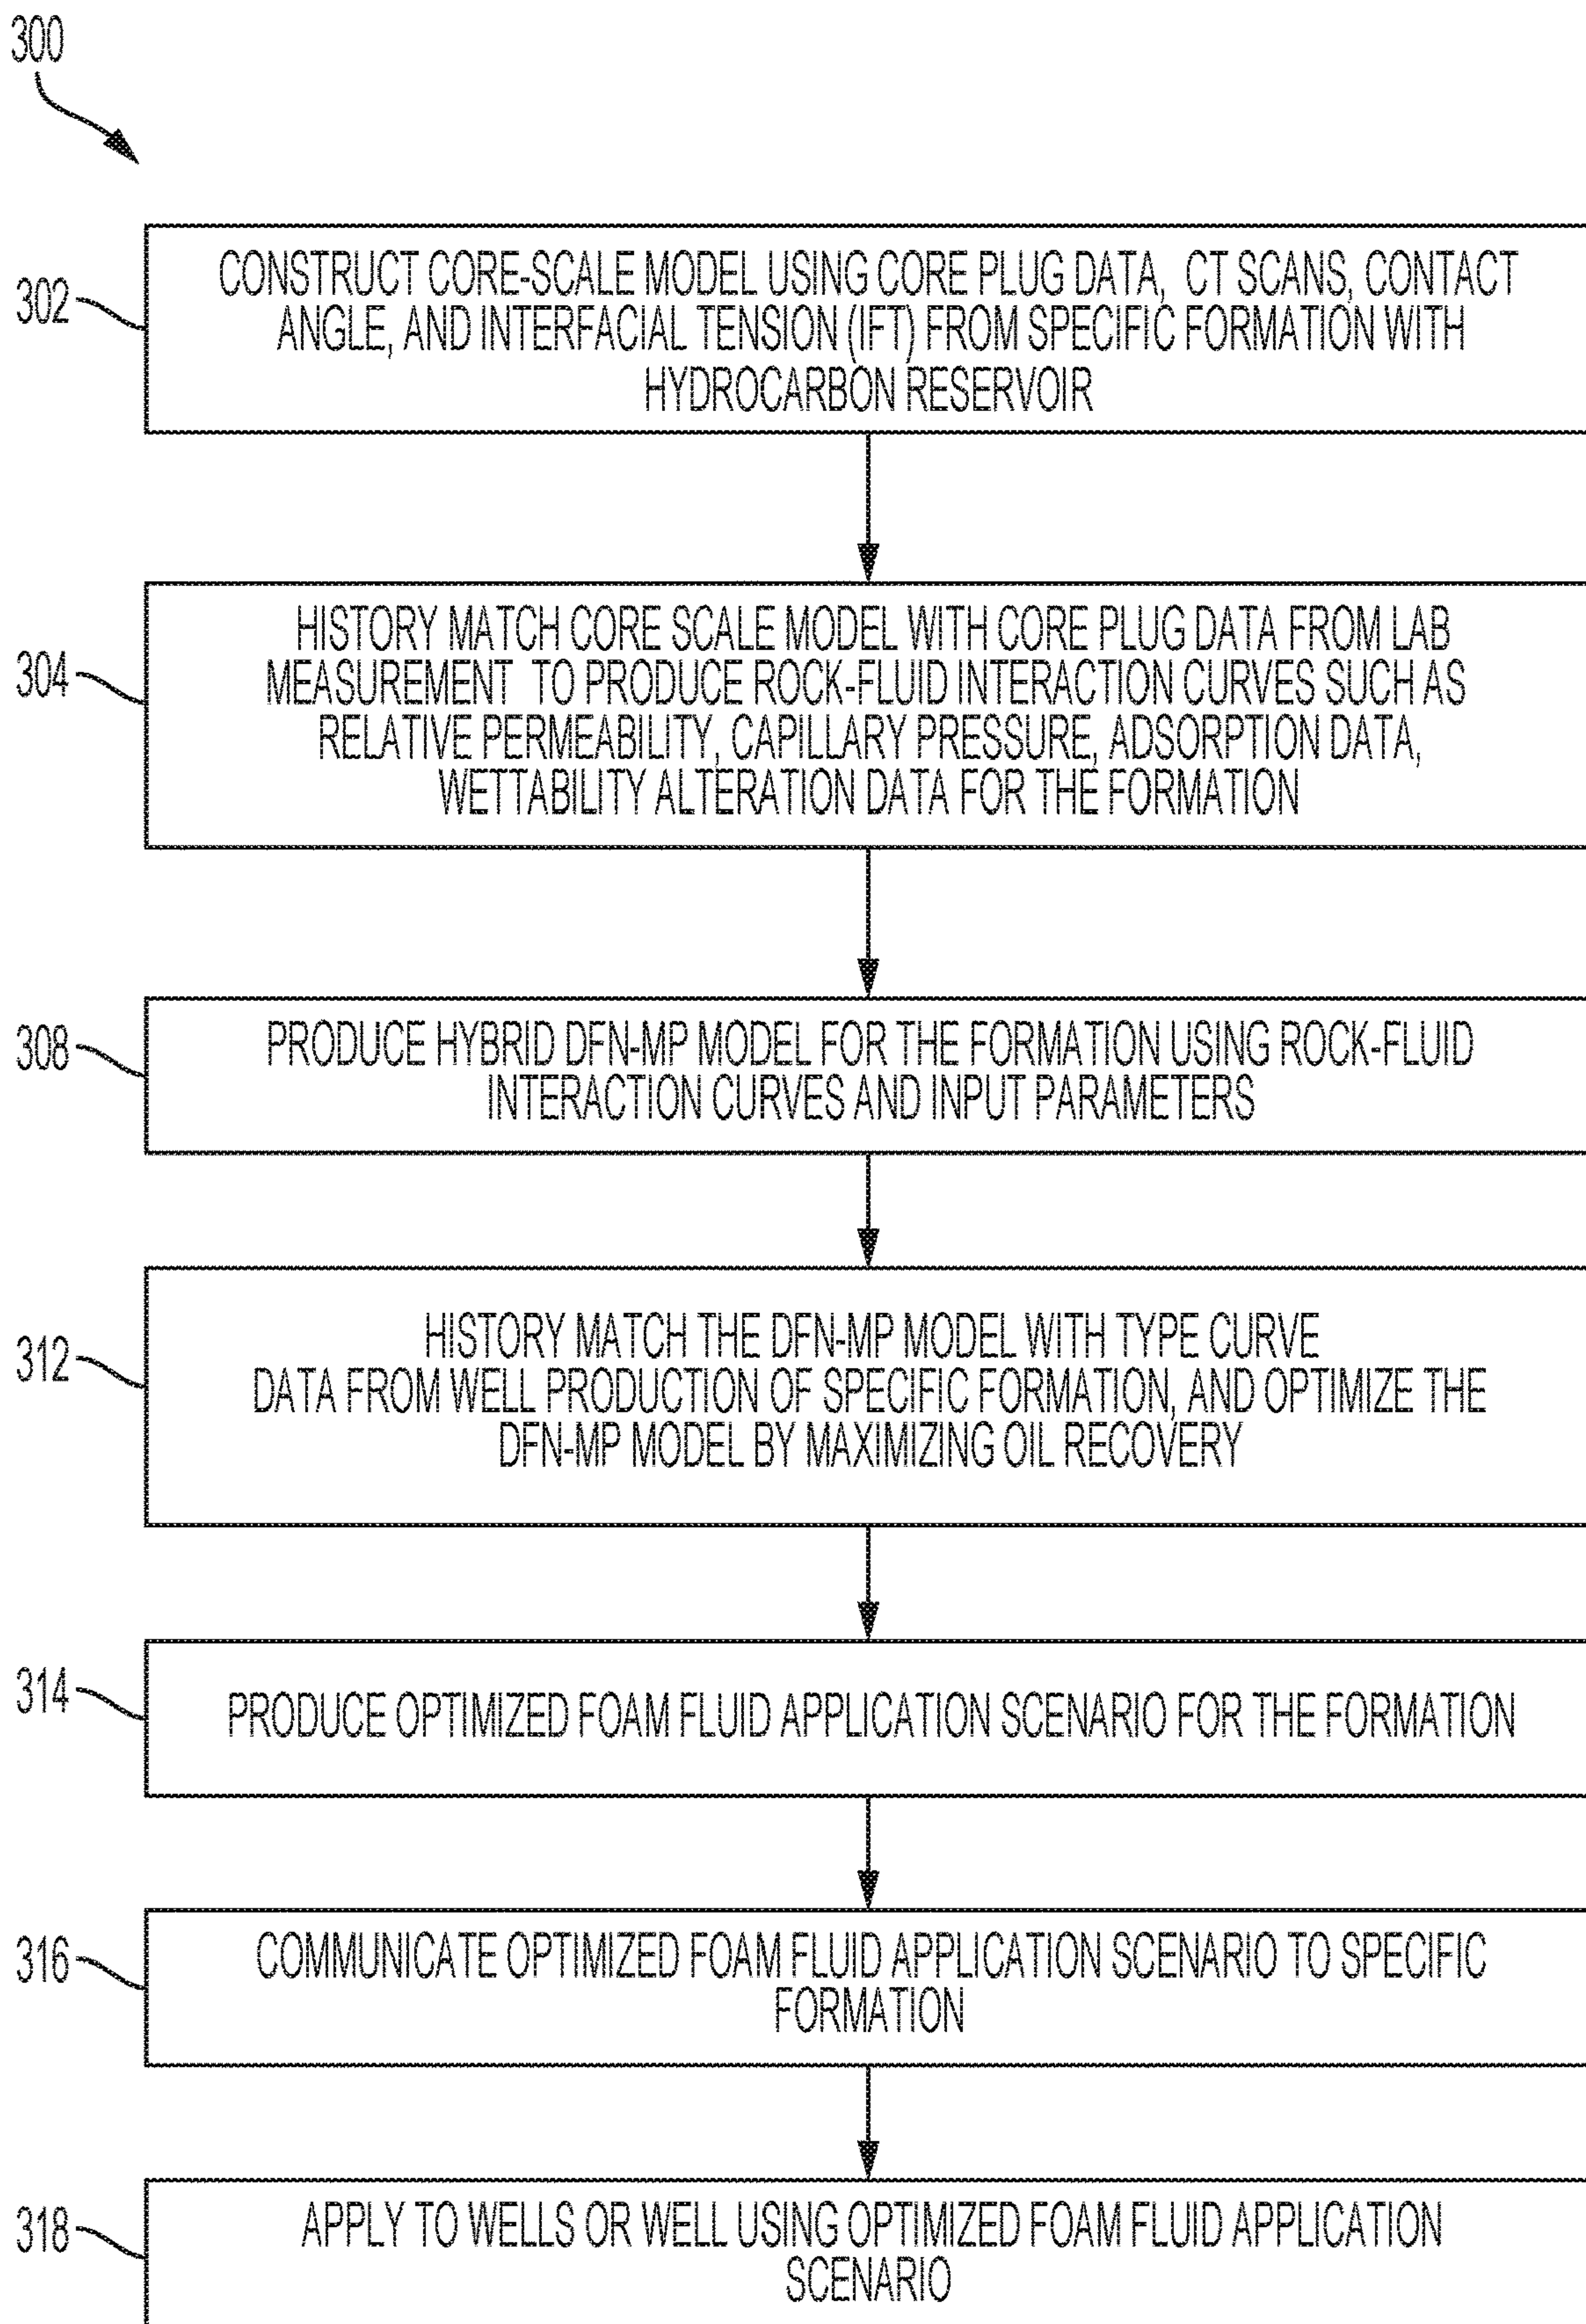 300
302
CONSTRUCT CORE-SCALE MODEL USING CORE PLUG DATA, CT SCANS, CONTACT
ANGLE, AND INTERFACIAL TENSION (IFT) FROM SPECIFIC FORMATION WITH
HYDROCARBON RESERVOIR
304
HISTORY MATCH CORE SCALE MODEL WITH CORE PLUG DATA FROM LAB
MEASUREMENT TO PRODUCE ROCK-FLUID INTERACTION CURVES SUCH AS
RELATIVE PERMEABILITY, CAPILLARY PRESSURE, ADSORPTION DATA,
WETTABILITY ALTERATION DATA FOR THE FORMATION
308
PRODUCE HYBRID DFN-MP MODEL FOR THE FORMATION USING ROCK-FLUID
INTERACTION CURVES AND INPUT PARAMETERS
312
HISTORY MATCH THE DFN-MP MODEL WITH TYPE CURVE
DATA FROM WELL PRODUCTION OF SPECIFIC FORMATION, AND OPTIMIZE THE
DFN-MP MODEL BY MAXIMIZING OIL RECOVERY
314
PRODUCE OPTIMIZED FOAM FLUID APPLICATION SCENARIO FOR THE FORMATION
316
COMMUNICATE OPTIMIZED FOAM FLUID APPLICATION SCENARIO TO SPECIFIC
FORMATION
318
APPLY TO WELLS OR WELL USING OPTIMIZED FOAM FLUID APPLICATION
SCENARIO